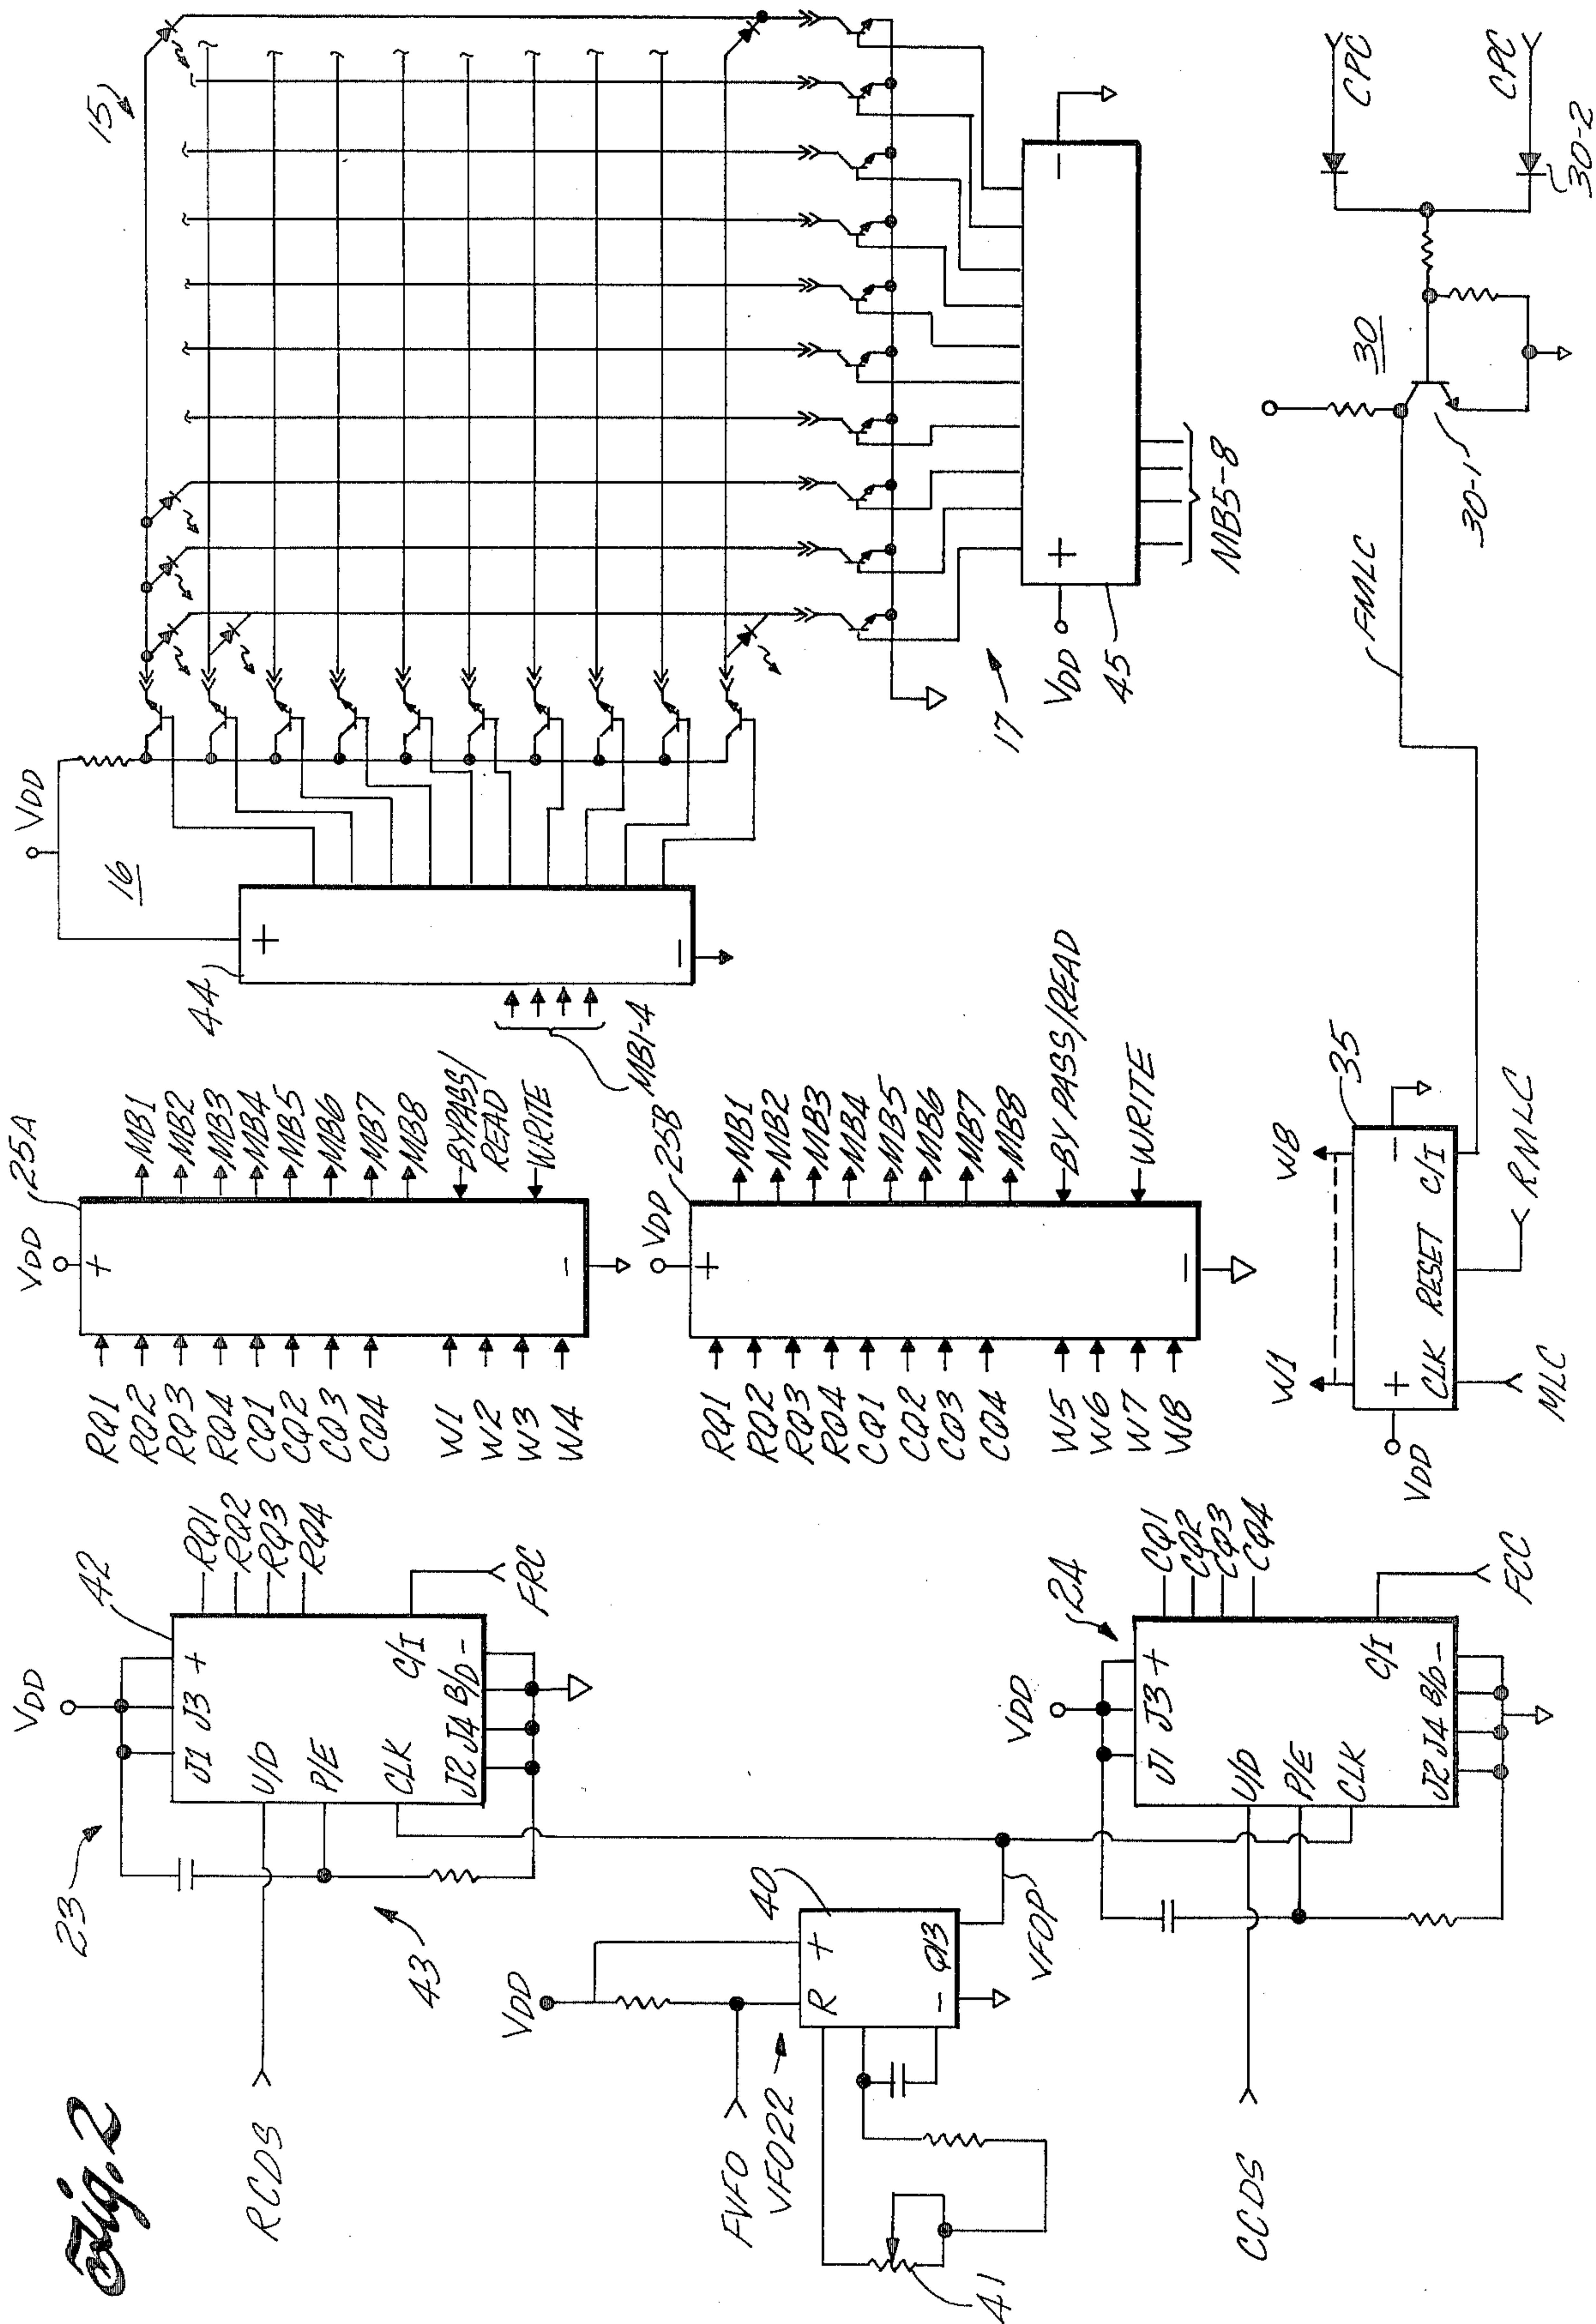 Fig. 2
23
VDD
42
J1 J3 +
U/D
P/E
CLK
C/I
J2 J4 B/D -
RQ1
RQ2
RQ3
RQ4
FRC
RCDS
43
VDD
FVFO
VFO22
R +
- Q13
40
VFOP
41
24
VDD
J1 J3 +
U/D
P/E
CLK
C/I
J2 J4 B/D -
CQ1
CQ2
CQ3
CQ4
FCC
CCDS
VDD
25A
+
-
RQ1
RQ2
RQ3
RQ4
CQ1
CQ2
CQ3
CQ4
W1
W2
W3
W4
MB1
MB2
MB3
MB4
MB5
MB6
MB7
MB8
BYPASS/
READ
WRITE
VDD
25B
+
-
RQ1
RQ2
RQ3
RQ4
CQ1
CQ2
CQ3
CQ4
W5
W6
W7
W8
MB1
MB2
MB3
MB4
MB5
MB6
MB7
MB8
BY PASS/READ
WRITE
W1
W8
35
VDD
+ -
CLK RESET C/I
MLC
RMLC
VDD
16
44
+
-
MB1-4
15
17
VDD
+
-
45
MB5-8
FMLC
30
30-1
CPC
CPC
30-2